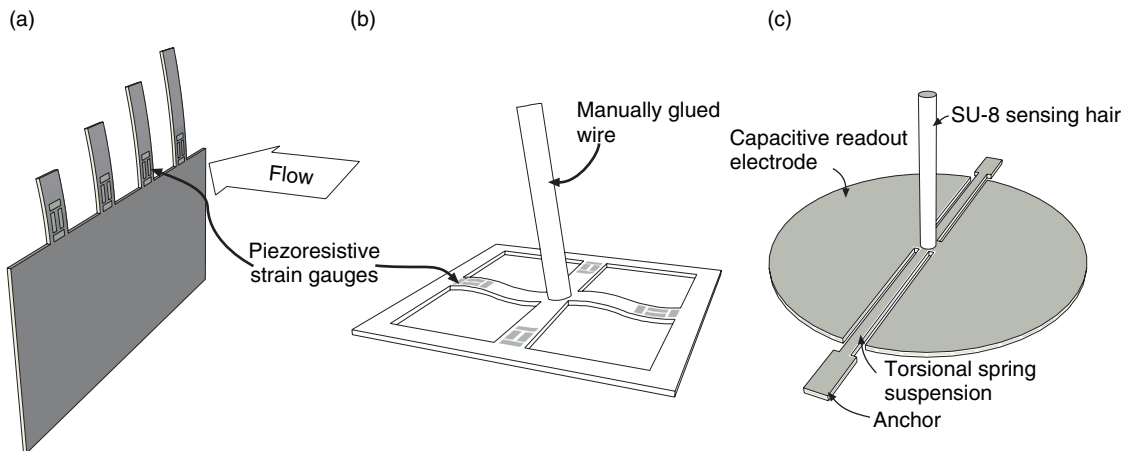 (a)
(b)
(c)
Flow
Piezoresistive
strain gauges
Manually glued
wire
Capacitive readout
electrode
SU-8 sensing hair
Torsional spring
suspension
Anchor